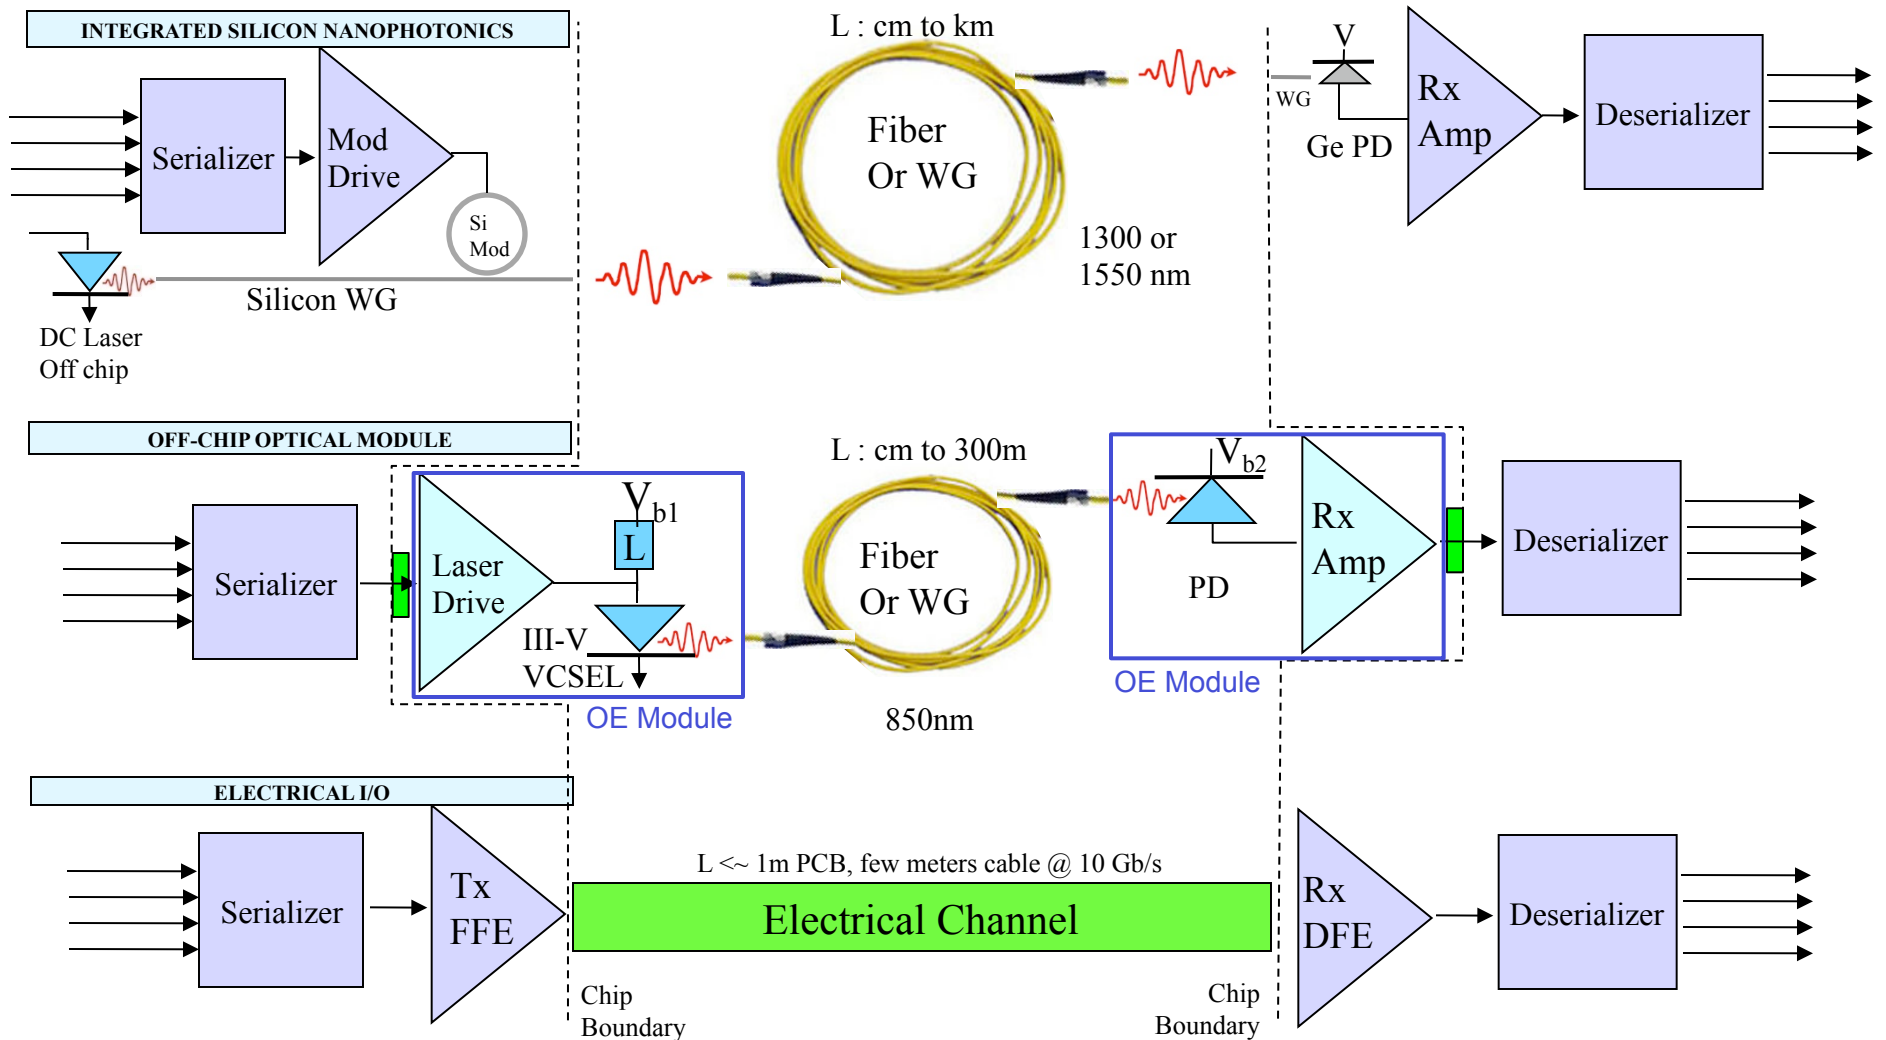 INTEGRATED SILICON NANOPHOTONICS
L : cm to km
V
Serializer
Mod
Drive
Si
Mod
Fiber
Or WG
WG
Ge PD
Rx
Amp
Deserializer
1300 or
1550 nm
Silicon WG
DC Laser
Off chip
OFF-CHIP OPTICAL MODULE
L : cm to 300m
Serializer
Laser
Drive
Vb1
L
III-V
VCSEL
OE Module
Fiber
Or WG
850nm
Vb2
PD
Rx
Amp
OE Module
Deserializer
ELECTRICAL I/O
Serializer
Tx
FFE
L <~ 1m PCB, few meters cable @ 10 Gb/s
Electrical Channel
Rx
DFE
Deserializer
Chip
Boundary
Chip
Boundary